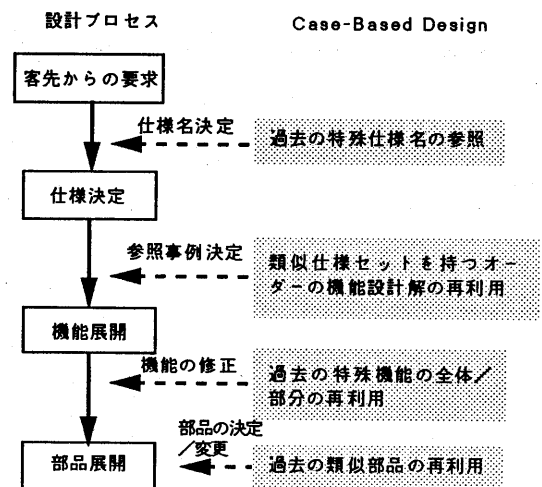 設計プロセス
Case-Based Design
客先からの要求
仕様名決定
過去の特殊仕様名の参照
仕様決定
参照事例決定
類似仕様セットを持つオー
ダーの機能設計解の再利用
機能展開
機能の修正
過去の特殊機能の全体/
部分の再利用
部品の決定
/変更
部品展開
過去の類似部品の再利用